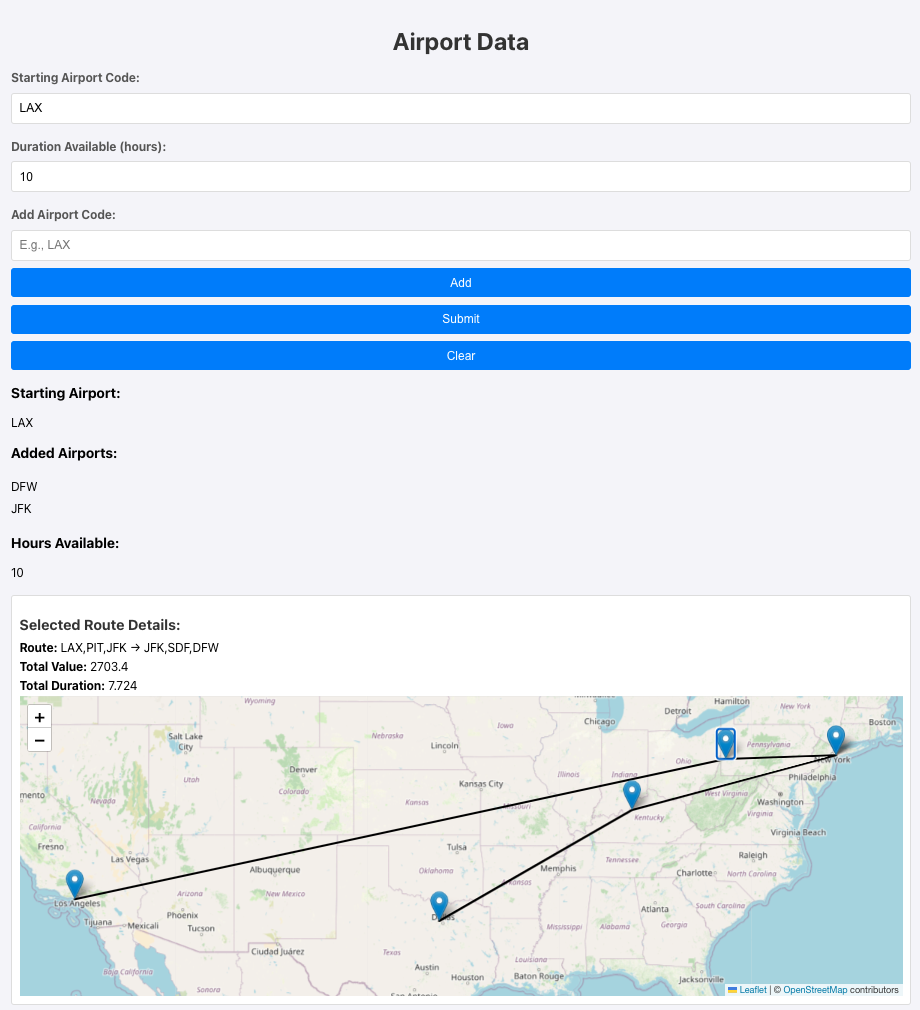 Airport Data
Starting Airport Code:
LAX
Duration Available (hours):
10
Add Airport Code:
E.g., LAX
Add
Submit
Clear
Starting Airport:
LAX
Added Airports:
DFW
JFK
Hours Available:
10
Selected Route Details:
Route: LAX,PIT,JFK → JFK,SDF,DFW
Total Value: 2703.4
Total Duration: 7.724
+
−
Wyoming
Hamilton
New York
Detroit
Chicago
Boston
Salt Lake
City
Nebraska
Iowa
Lincoln
Pennsylvania
Ohio
New York
Denver
Utah
Illinois
Indiana
Philadelphia
Kansas City
Colorado
West Virginia
Washington
mento
Nevada
Kansas
Missouri
Kentucky
Virginia
California
Virginia Beach
Fresno
Tulsa
Las Vegas
Raleigh
Tennessee
Albuquerque
Oklahoma
Memphis
Charlotte
North Carolina
Arkansas
Arizona
New Mexico
Los Angeles
South Carolina
Atlanta
Phoenix
Dallas
Tijuana
Mexicali
Tucson
Mississippi
Alabama
Georgia
Ciudad Juárez
Texas
Louisiana
Baja California
Austin
Houston
Baton Rouge
Jacksonville
Sonora
San Antonio
Leaflet | © OpenStreetMap contributors